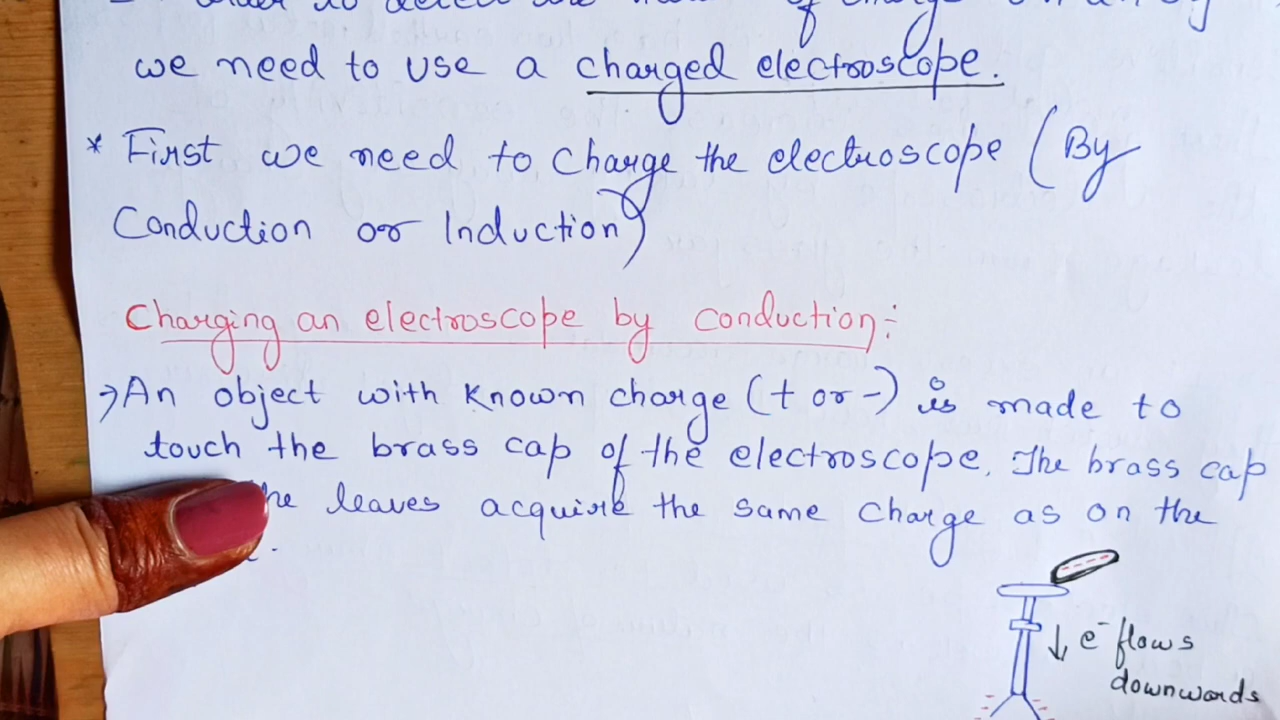 we need to use a charged electroscope.
* First we need to charge the electroscope (By
Conduction or Induction)
Charging an electroscope by conduction:-
→ An object with known charge (+ or -) is made to
touch the brass cap of the electroscope. The brass cap
leaves acquire the same charge as on the
↓ e⁻ flows
downwards